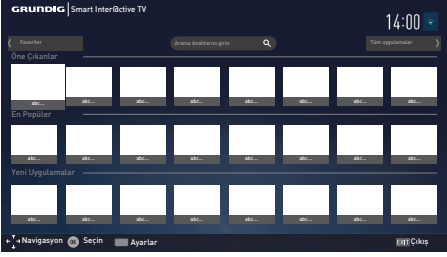 GRUNDIG Smart Inter@ctive TV
14:00
Favoriler Arama Anahtarını girin Tüm uygulamalar
Öne Çıkanlar
abc... abc... abc... abc... abc... abc... abc... abc...
En Popüler
abc... abc... abc... abc... abc... abc... abc... abc...
Yeni Uygulamalar
abc... abc... abc... abc... abc... abc... abc... abc...
Navigasyon OK Seçin Ayarlar EXIT Çıkış